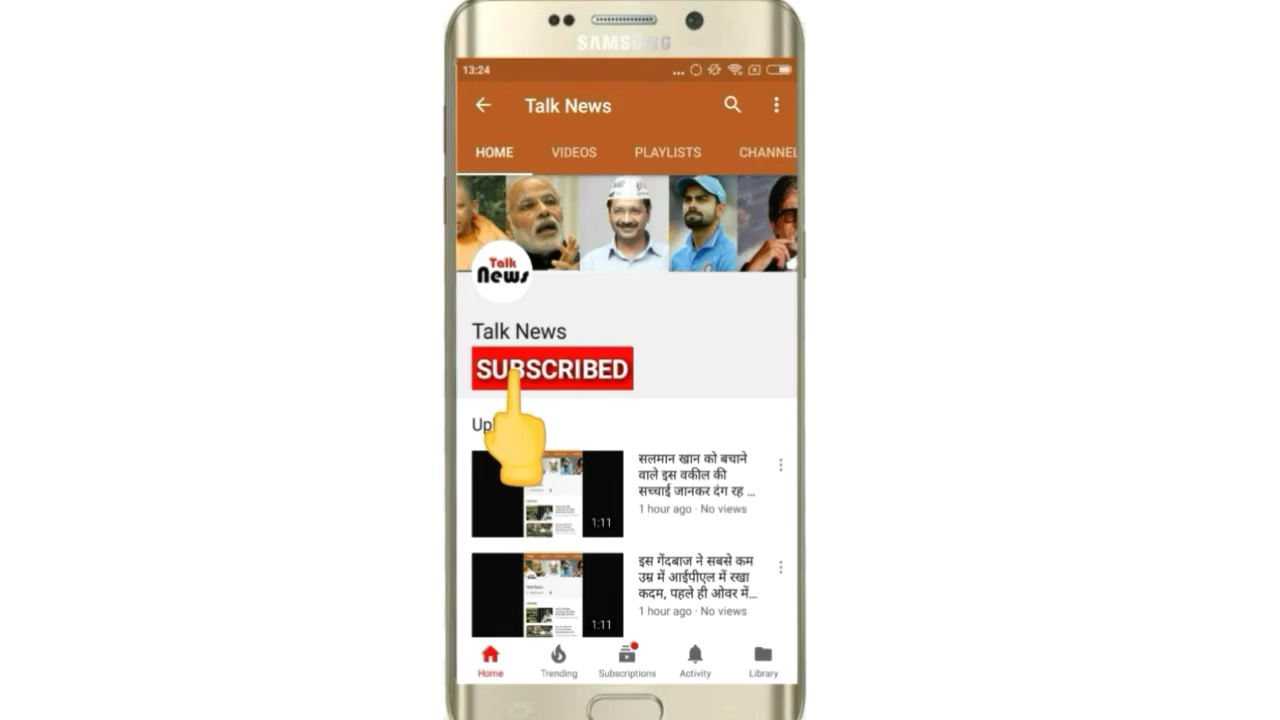 SAMSUNG
13:24
Talk News
HOME VIDEOS PLAYLISTS CHANNEL
Talk
News
Talk News
SUBSCRIBED
Up
सलमान खान को बचाने
वाले इस वकील की
सच्चाई जानकर दंग रह ...
1 hour ago · No views
1:11
इस गेंदबाज ने सबसे कम
उम्र में आईपीएल में रखा
कदम, पहले ही ओवर में...
1 hour ago · No views
1:11
Home Trending Subscriptions Activity Library